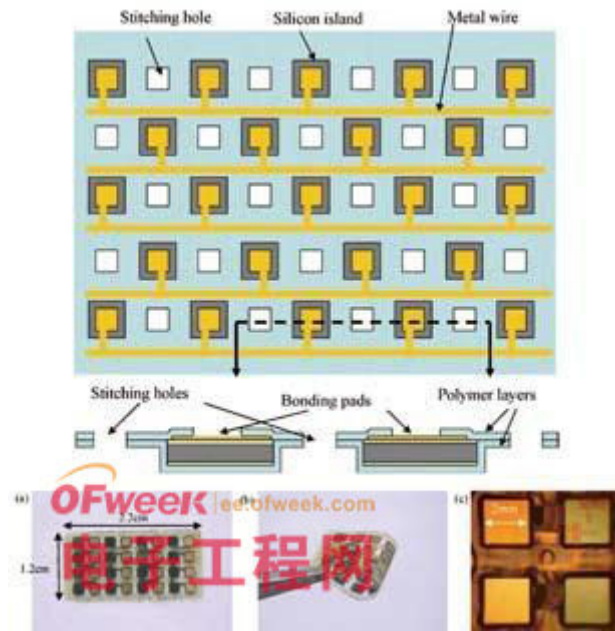 Stitching hole
Silicon island
Metal wire
Stitching holes
Bonding pads
Polymer layers
(a)
(b)
(c)
OFweek
ee.ofweek.com
电子工程网
2.2cm
1.2cm
2mm